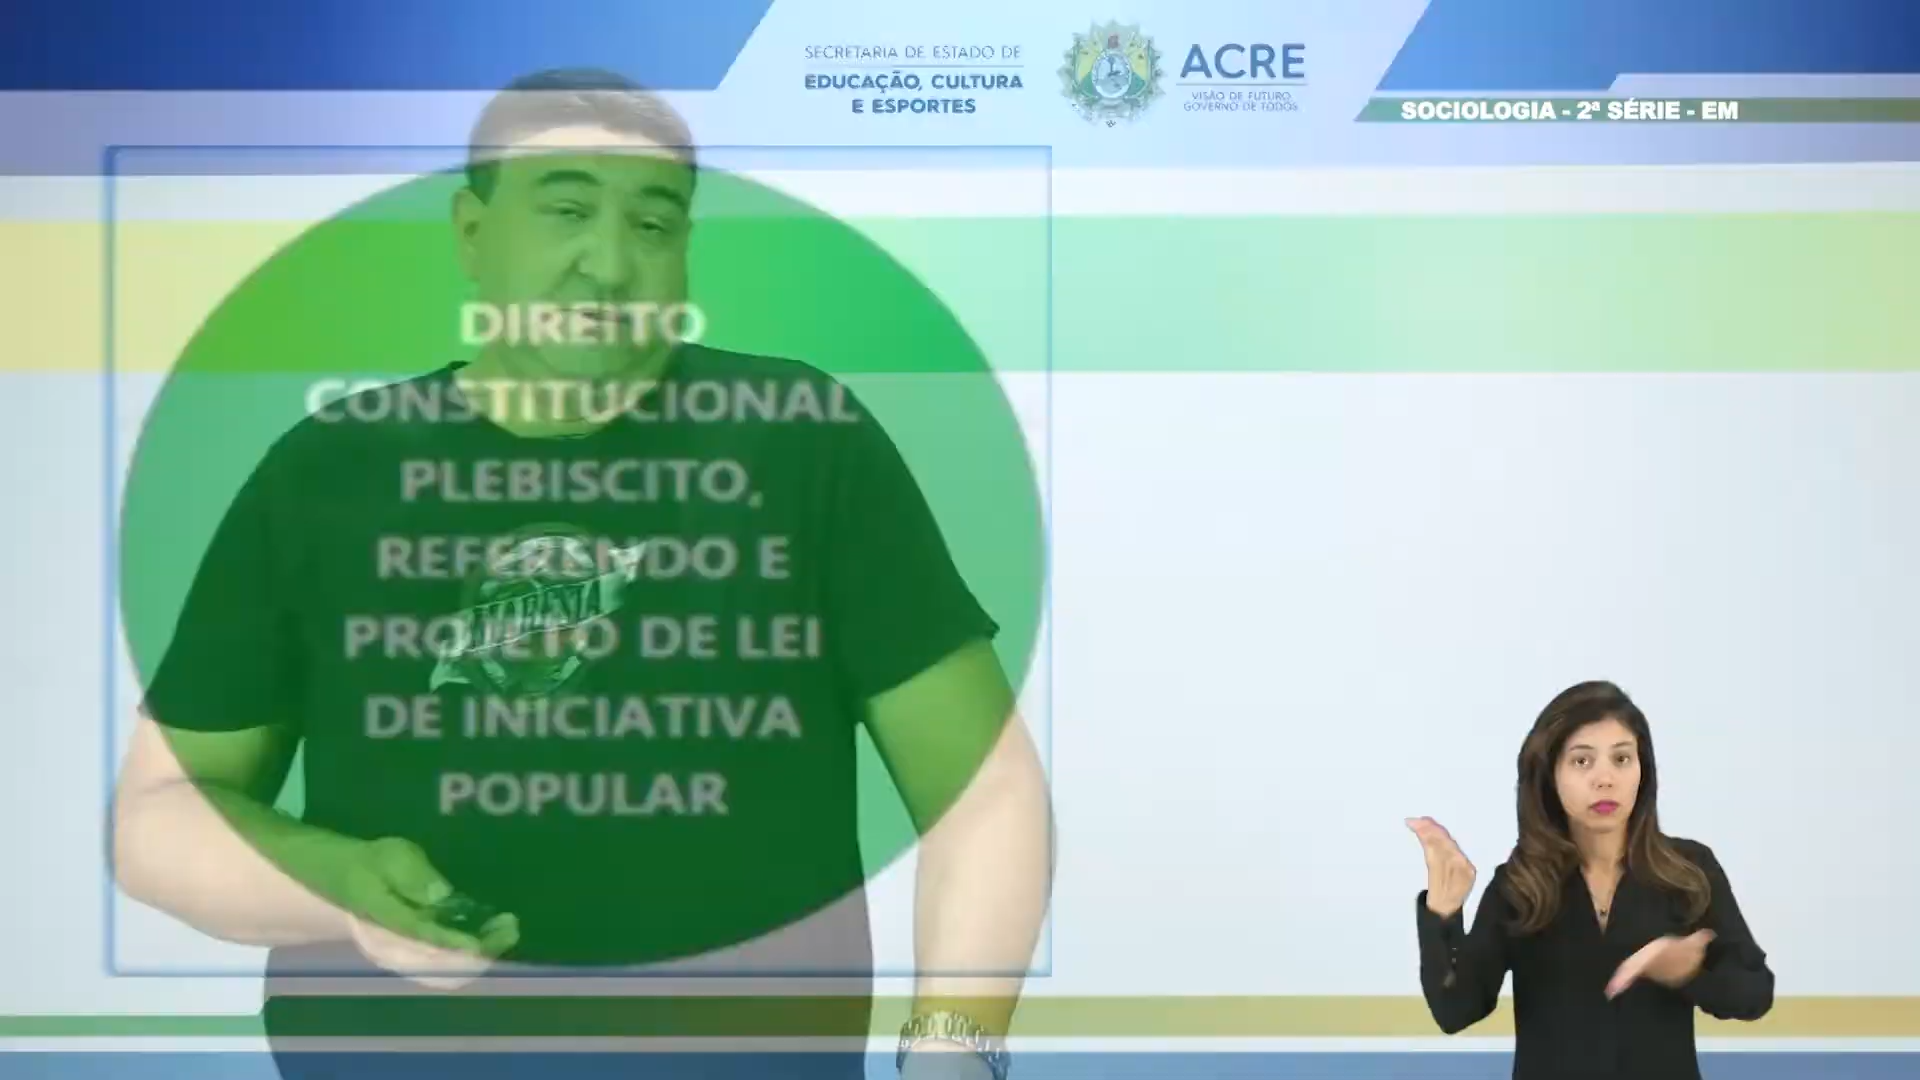 SECRETARIA DE ESTADO DE
EDUCAÇÃO, CULTURA
E ESPORTES
ACRE
VISÃO DE FUTURO
GOVERNO DE TODOS
SOCIOLOGIA - 2ª SÉRIE - EM
DIREITO
CONSTITUCIONAL
PLEBISCITO,
REFERENDO E
PROJETO DE LEI
DE INICIATIVA
POPULAR